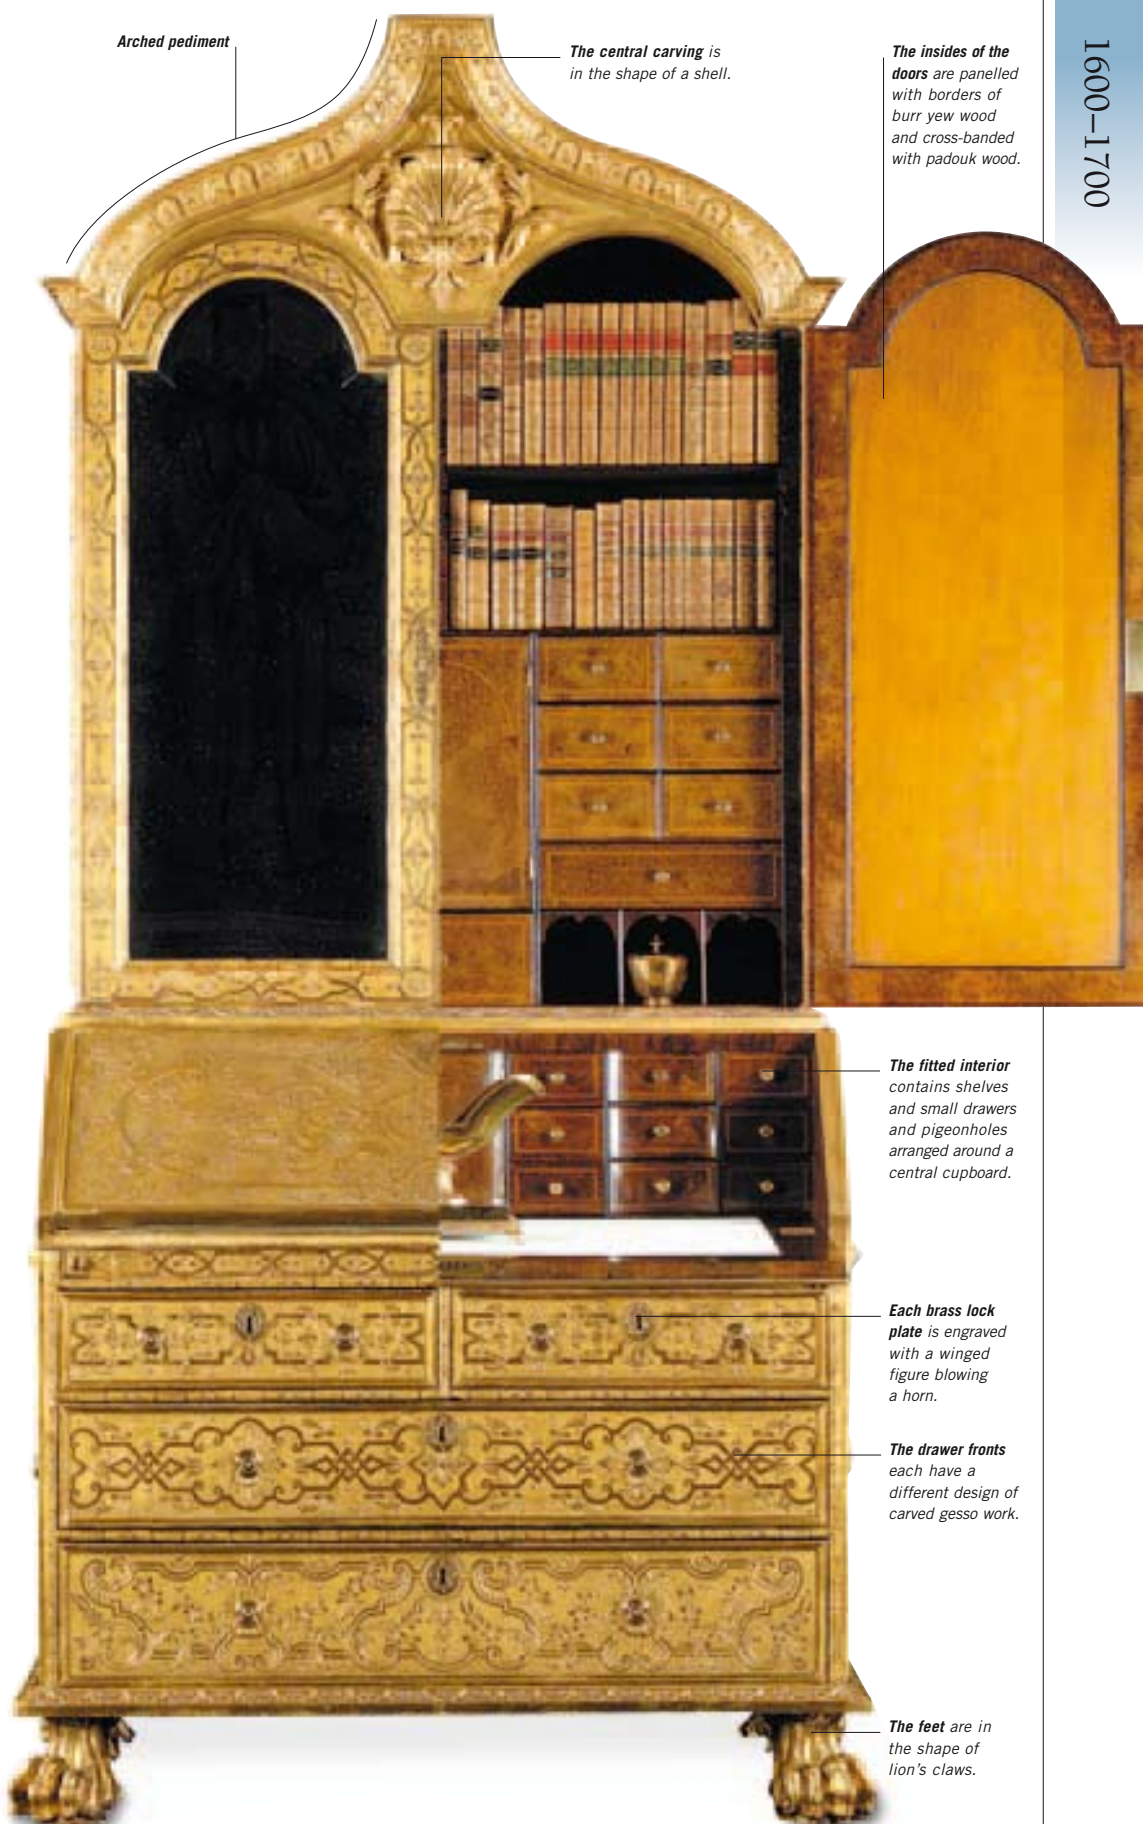 Arched pediment
The central carving is
in the shape of a shell.
The insides of the
doors are panelled
with borders of
burr yew wood
and cross-banded
with padouk wood.
1600–1700
The fitted interior
contains shelves
and small drawers
and pigeonholes
arranged around a
central cupboard.
Each brass lock
plate is engraved
with a winged
figure blowing
a horn.
The drawer fronts
each have a
different design of
carved gesso work.
The feet are in
the shape of
lion's claws.